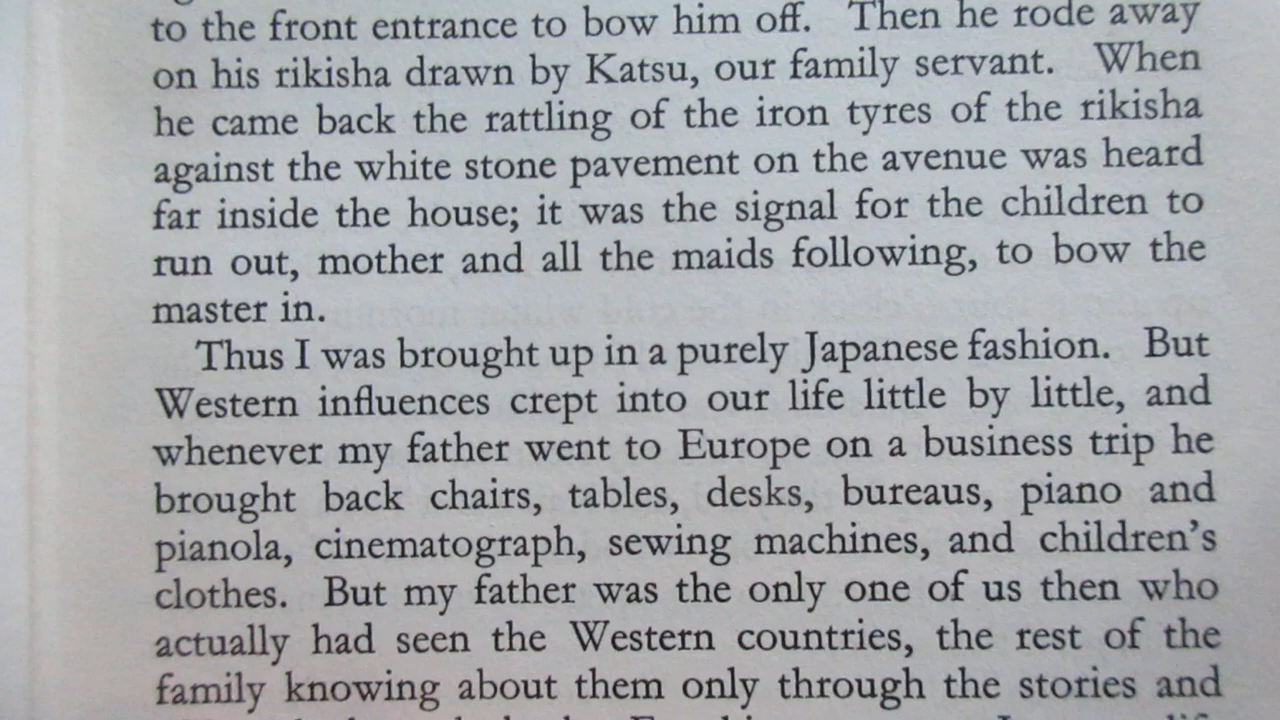 to the front entrance to bow him off. Then he rode away
on his rikisha drawn by Katsu, our family servant. When
he came back the rattling of the iron tyres of the rikisha
against the white stone pavement on the avenue was heard
far inside the house; it was the signal for the children to
run out, mother and all the maids following, to bow the
master in.
Thus I was brought up in a purely Japanese fashion. But
Western influences crept into our life little by little, and
whenever my father went to Europe on a business trip he
brought back chairs, tables, desks, bureaus, piano and
pianola, cinematograph, sewing machines, and children's
clothes. But my father was the only one of us then who
actually had seen the Western countries, the rest of the
family knowing about them only through the stories and